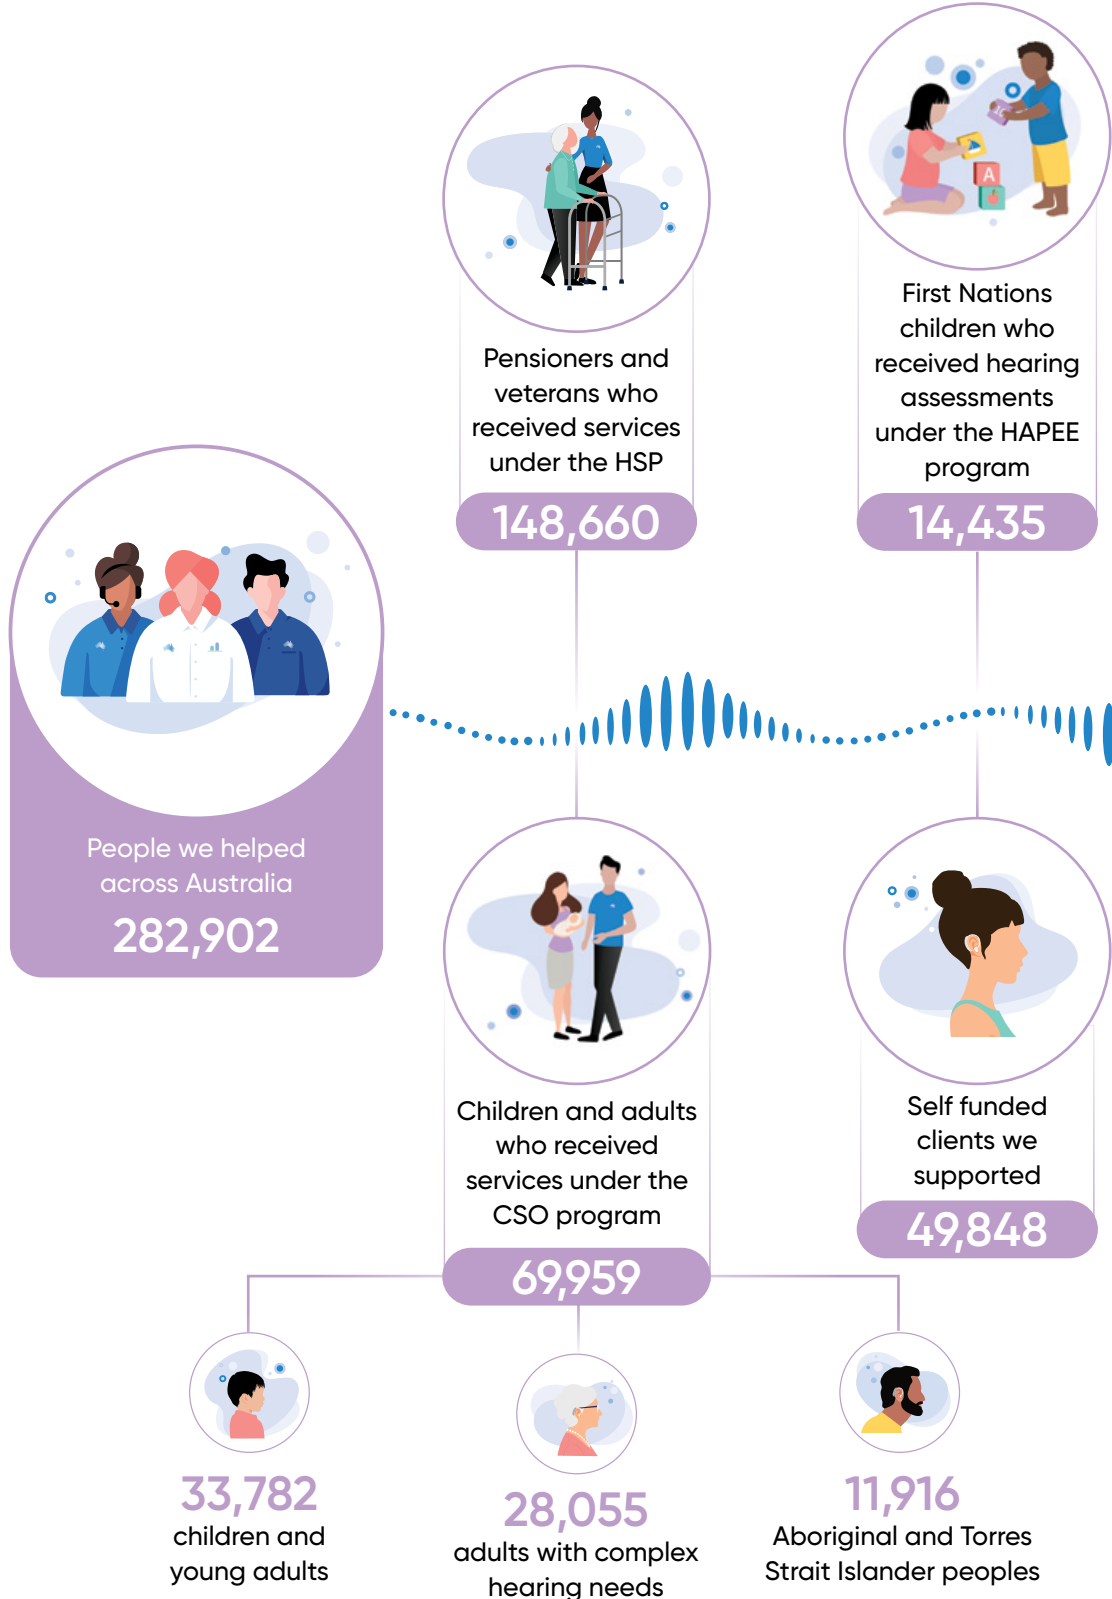 People we helped
across Australia
282,902
Pensioners and
veterans who
received services
under the HSP
148,660
First Nations
children who
received hearing
assessments
under the HAPEE
program
14,435
Children and adults
who received
services under the
CSO program
69,959
Self funded
clients we
supported
49,848
33,782
children and
young adults
28,055
adults with complex
hearing needs
11,916
Aboriginal and Torres
Strait Islander peoples
A